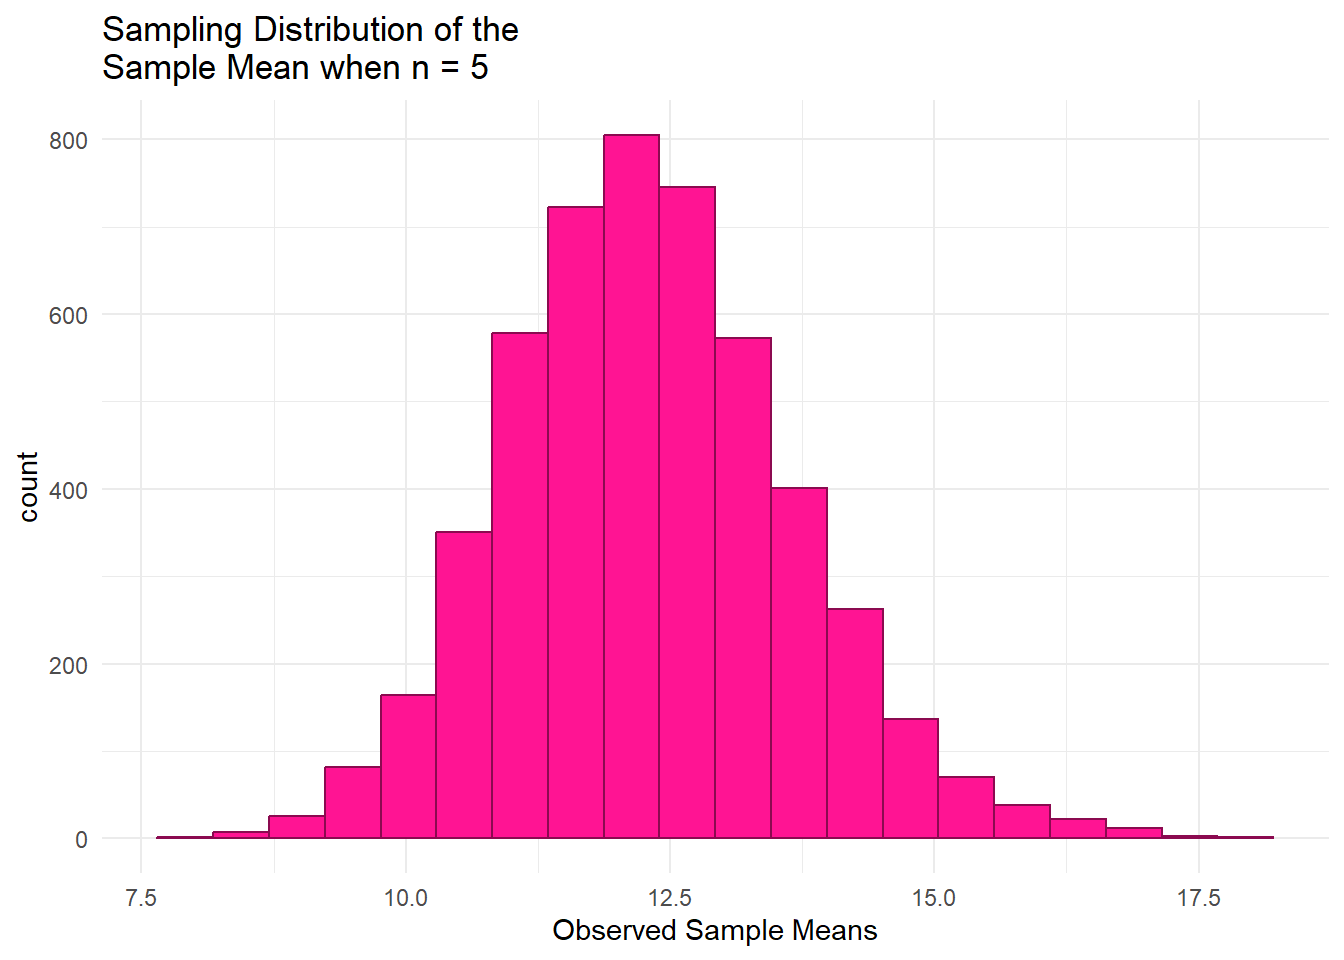 Sampling Distribution of the
Sample Mean when n = 5
800
600
400
200
0
count
7.5 10.0 12.5 15.0 17.5
Observed Sample Means